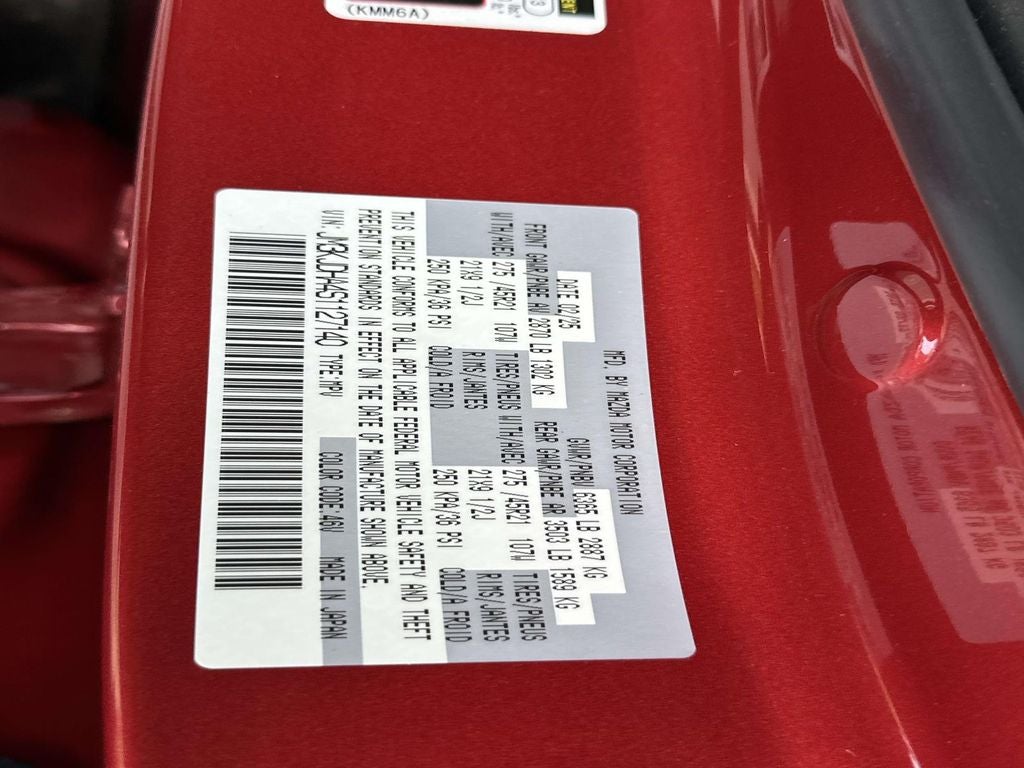 (KMM6A)
MFD. BY MAZDA MOTOR CORPORATION
DATE 02/25 GVWR/PNBV 6365 LB 2887 KG
FRONT GAWR/PNBE AV 2870 LB 1302 KG REAR GAWR/PNBE AR 3503 LB 1589 KG
WITH/AVEC 275 /45R21 107W TIRES/PNEUS WITH/AVEC 275 /45R21 107W TIRES/PNEUS
21X9 1/2J RIMS/JANTES 21X9 1/2J RIMS/JANTES
250 KPA/36 PSI COLD/A FROID 250 KPA/36 PSI COLD/A FROID
THIS VEHICLE CONFORMS TO ALL APPLICABLE FEDERAL MOTOR VEHICLE SAFETY AND THEFT
PREVENTION STANDARDS IN EFFECT ON THE DATE OF MANUFACTURE SHOWN ABOVE.
VIN: JM3KJDHA4S1127740 TYPE:MPV COLOR CODE:46V MADE IN JAPAN